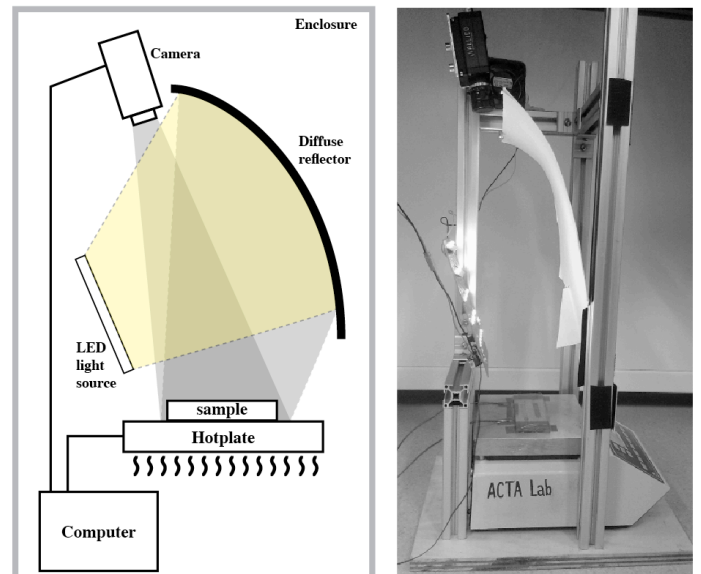 Enclosure
Camera
Diffuse
reflector
LED
light
source
sample
Hotplate
Computer
ACTA Lab